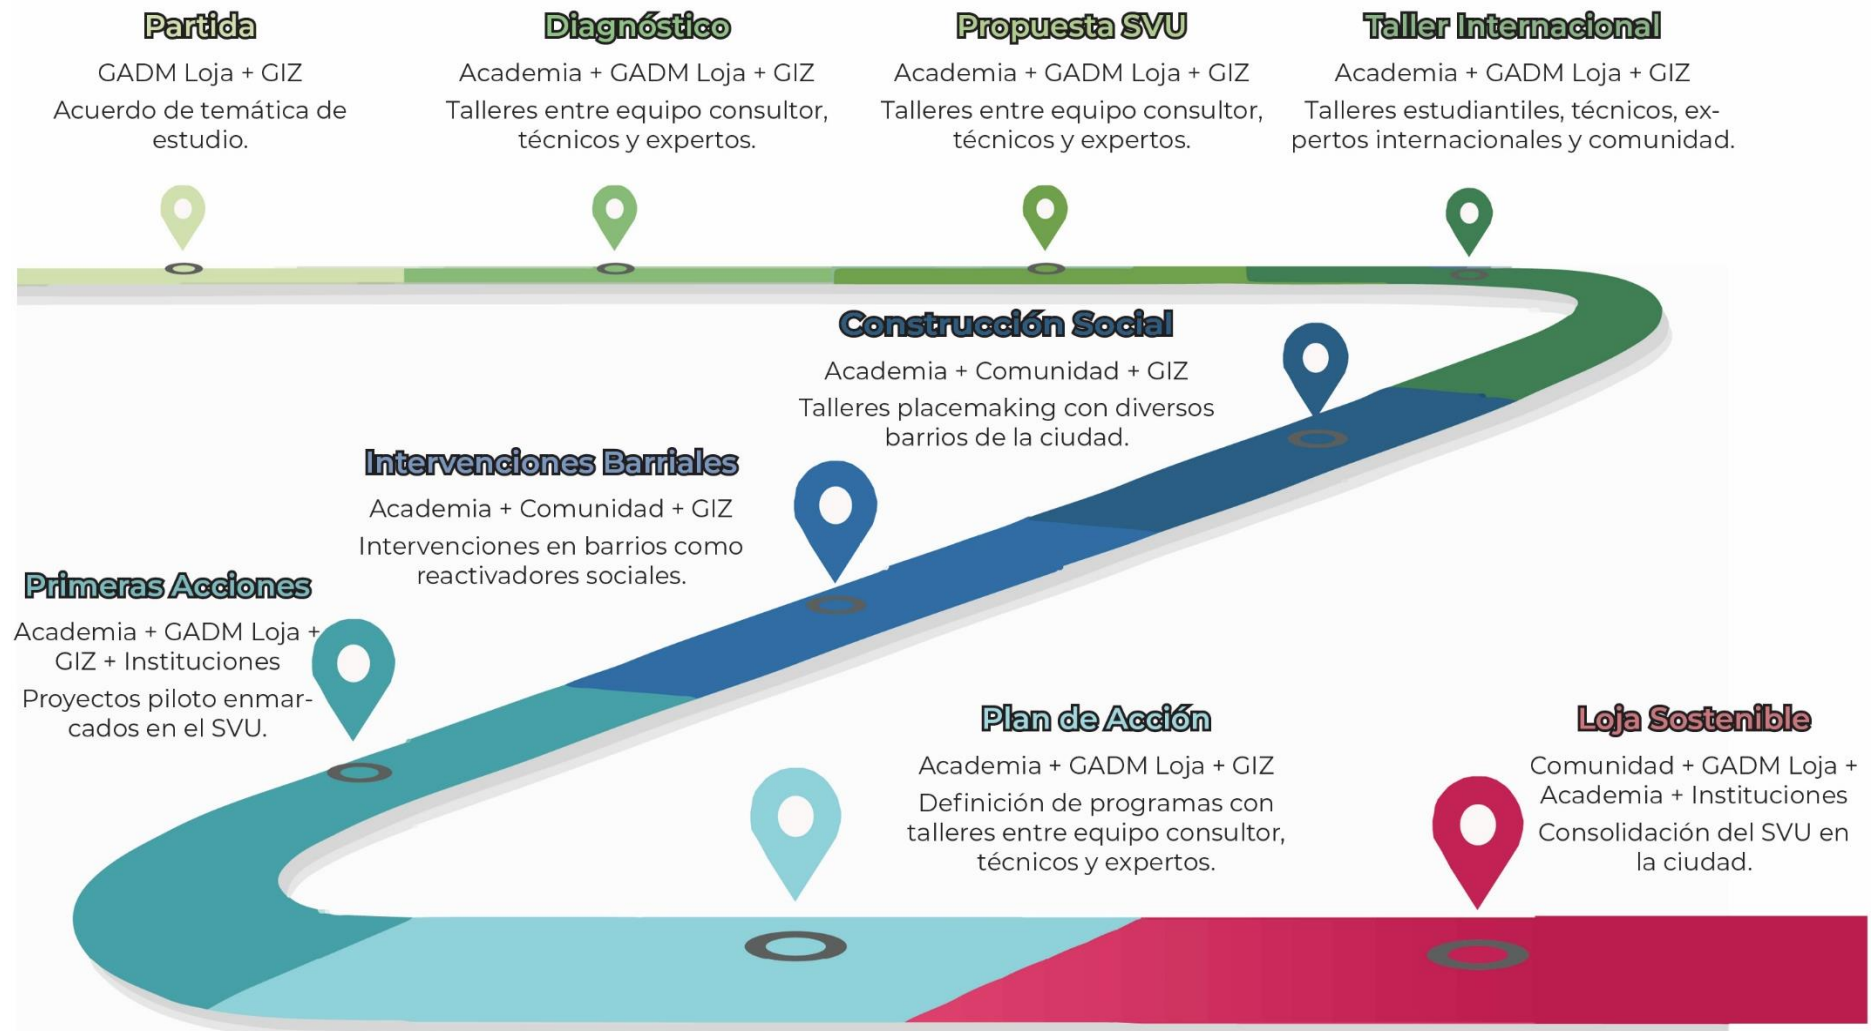 Partida
GADM Loja + GIZ
Acuerdo de temática de
estudio.
Diagnóstico
Academia + GADM Loja + GIZ
Talleres entre equipo consultor,
técnicos y expertos.
Propuesta SVU
Academia + GADM Loja + GIZ
Talleres entre equipo consultor,
técnicos y expertos.
Taller Internacional
Academia + GADM Loja + GIZ
Talleres estudiantiles, técnicos, ex-
pertos internacionales y comunidad.
Construcción Social
Academia + Comunidad + GIZ
Talleres placemaking con diversos
barrios de la ciudad.
Intervenciones Barriales
Academia + Comunidad + GIZ
Intervenciones en barrios como
reactivadores sociales.
Primeras Acciones
Academia + GADM Loja +
GIZ + Instituciones
Proyectos piloto enmar-
cados en el SVU.
Plan de Acción
Academia + GADM Loja + GIZ
Definición de programas con
talleres entre equipo consultor,
técnicos y expertos.
Loja Sostenible
Comunidad + GADM Loja +
Academia + Instituciones
Consolidación del SVU en
la ciudad.